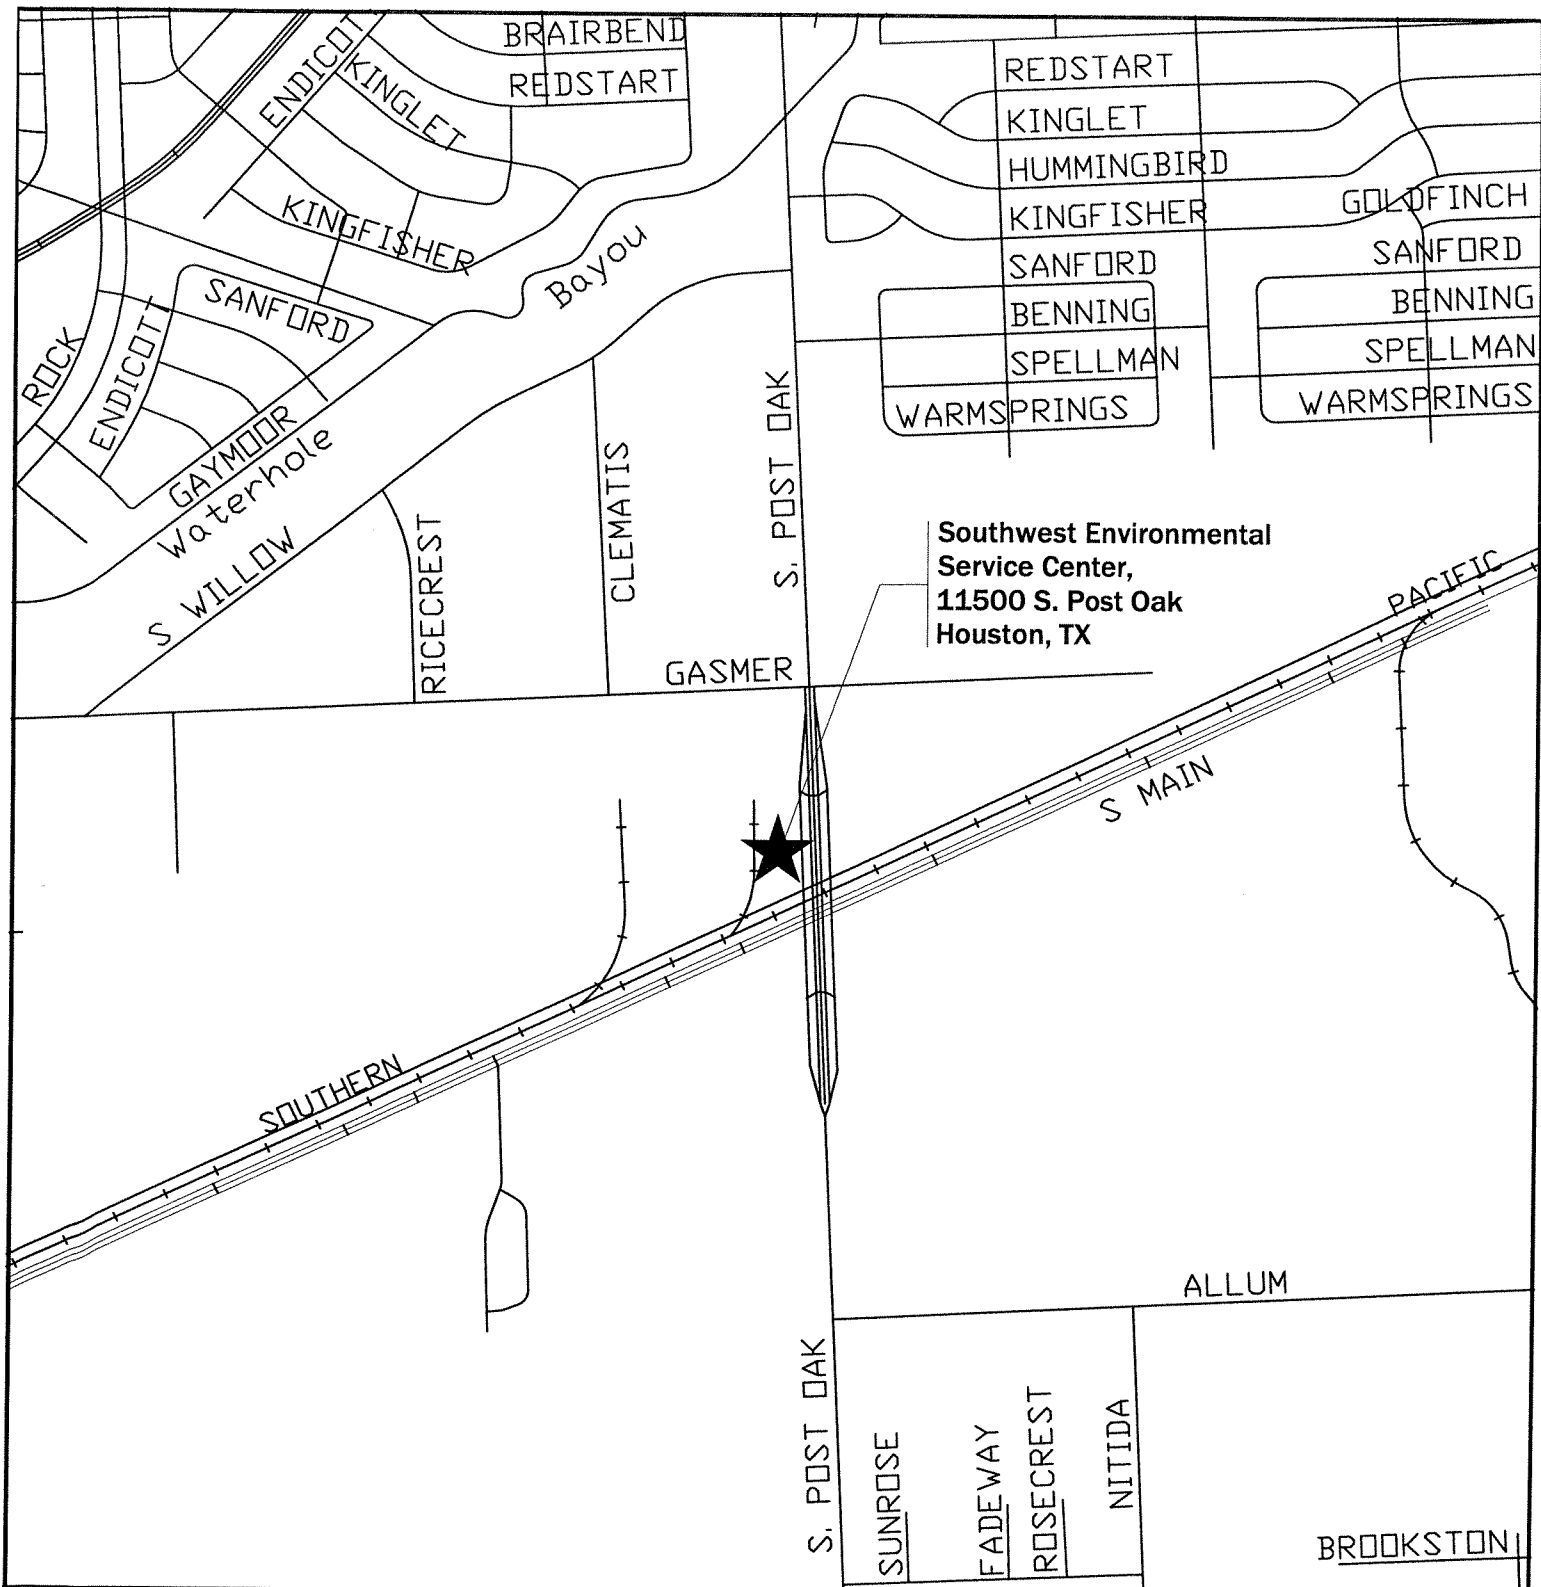 BRAIRBEND
REDSTART
ENDICOT
KINGLET
REDSTART
KINGLET
HUMMINGBIRD
KINGFISHER
GOLDFINCH
KINGFISHER
Bayou
SANFORD
SANFORD
SANFORD
BENNING
BENNING
SPELLMAN
SPELLMAN
WARMSPRINGS
WARMSPRINGS
ROCK
ENDICOTT
GAYMOOR
Waterhole
S WILLOW
RICECREST
CLEMATIS
S. POST OAK
GASMER
Southwest Environmental
Service Center,
11500 S. Post Oak
Houston, TX
PACIFIC
S MAIN
SOUTHERN
ALLUM
S. POST OAK
SUNROSE
FADEWAY
ROSECREST
NITIDA
BROOKSTON